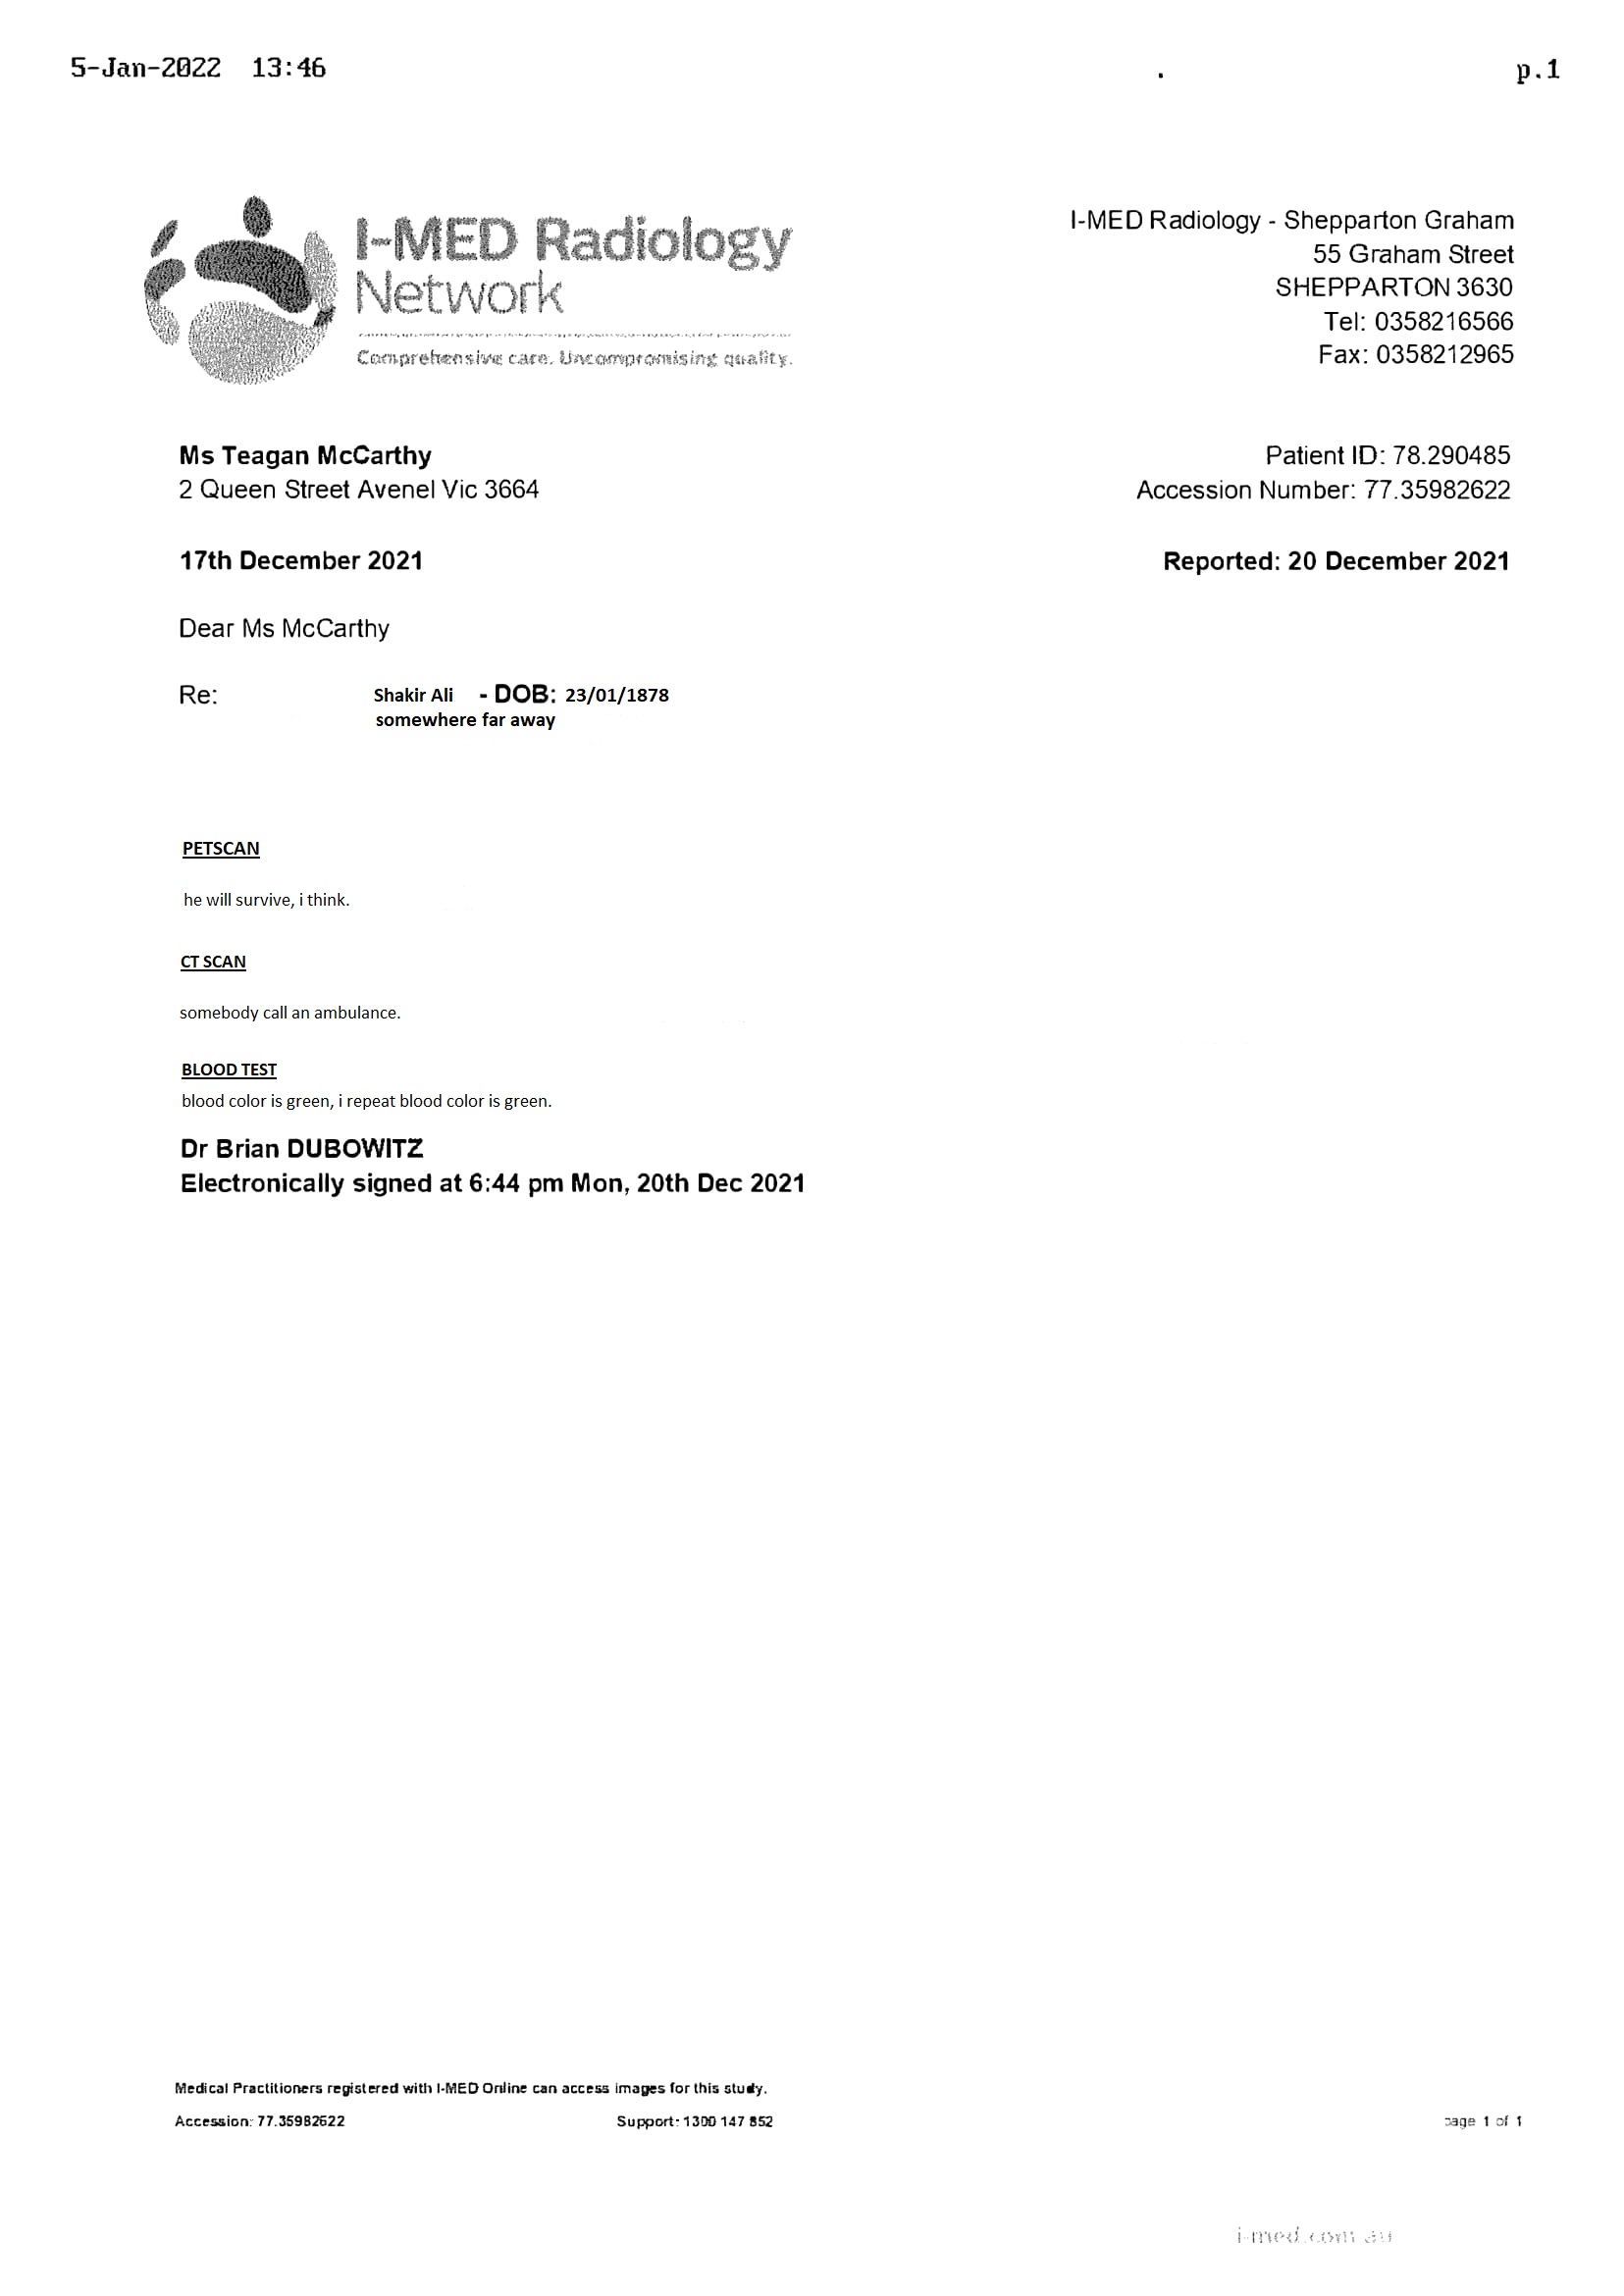 5-Jan-2022 13:46 p.1
I-MED Radiology
Network
Comprehensive care. Uncompromising quality.
I-MED Radiology - Shepparton Graham
55 Graham Street
SHEPPARTON 3630
Tel: 0358216566
Fax: 0358212965
Ms Teagan McCarthy
2 Queen Street Avenel Vic 3664
Patient ID: 78.290485
Accession Number: 77.35982622
17th December 2021
Reported: 20 December 2021
Dear Ms McCarthy
Re: Shakir Ali - DOB: 23/01/1878
somewhere far away
PETSCAN
he will survive, i think.
CT SCAN
somebody call an ambulance.
BLOOD TEST
blood color is green, i repeat blood color is green.
Dr Brian DUBOWITZ
Electronically signed at 6:44 pm Mon, 20th Dec 2021
Medical Practitioners registered with I-MED Online can access images for this study.
Accession: 77.35982622 Support: 1300 147 852 page 1 of 1
i-med.com.au